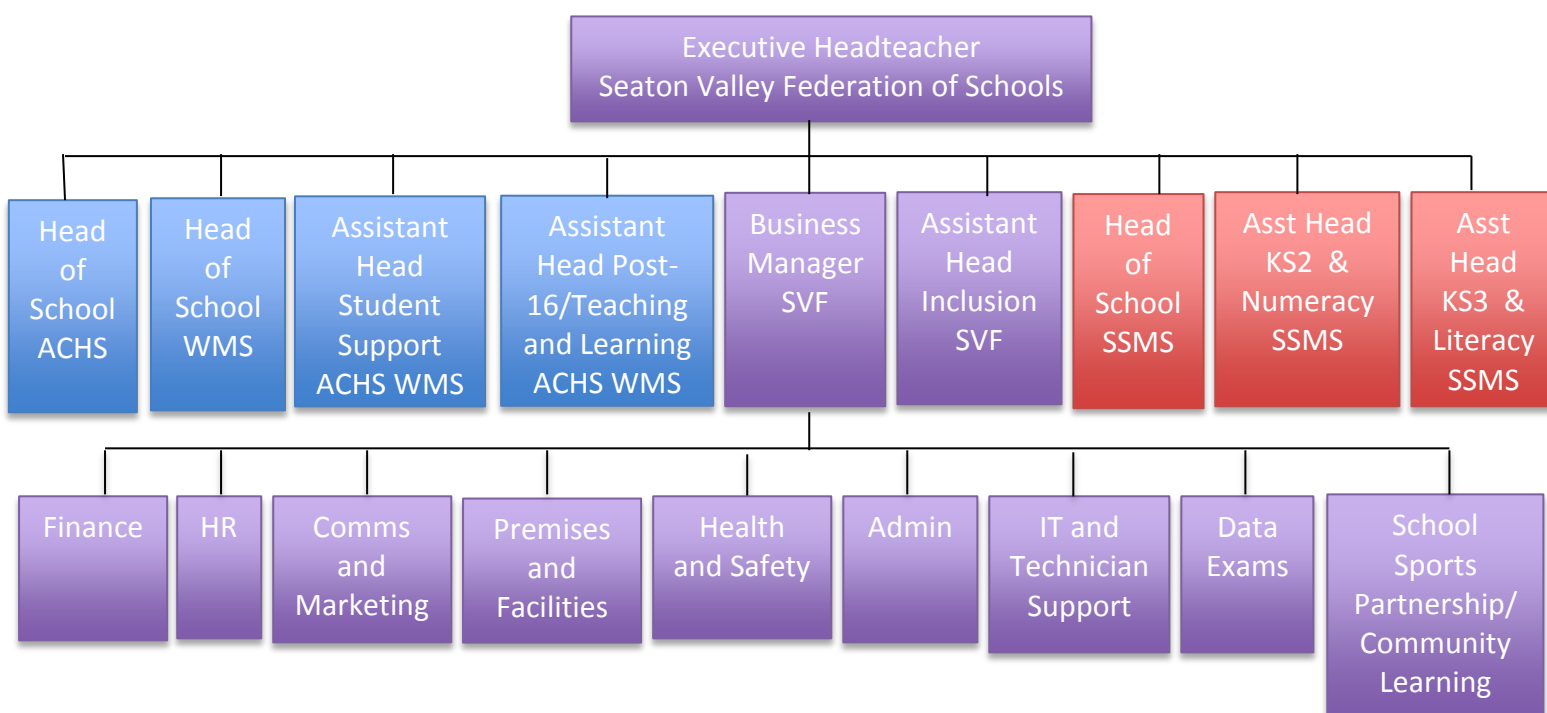 Executive Headteacher
Seaton Valley Federation of Schools
Head
of
School
ACHS
Head
of
School
WMS
Assistant
Head
Student
Support
ACHS WMS
Assistant
Head Post-
16/Teaching
and Learning
ACHS WMS
Business
Manager
SVF
Assistant
Head
Inclusion
SVF
Head
of
School
SSMS
Asst Head
KS2 &
Numeracy
SSMS
Asst
Head
KS3 &
Literacy
SSMS
Finance
HR
Comms
and
Marketing
Premises
and
Facilities
Health
and Safety
Admin
IT and
Technician
Support
Data
Exams
School
Sports
Partnership/
Community
Learning